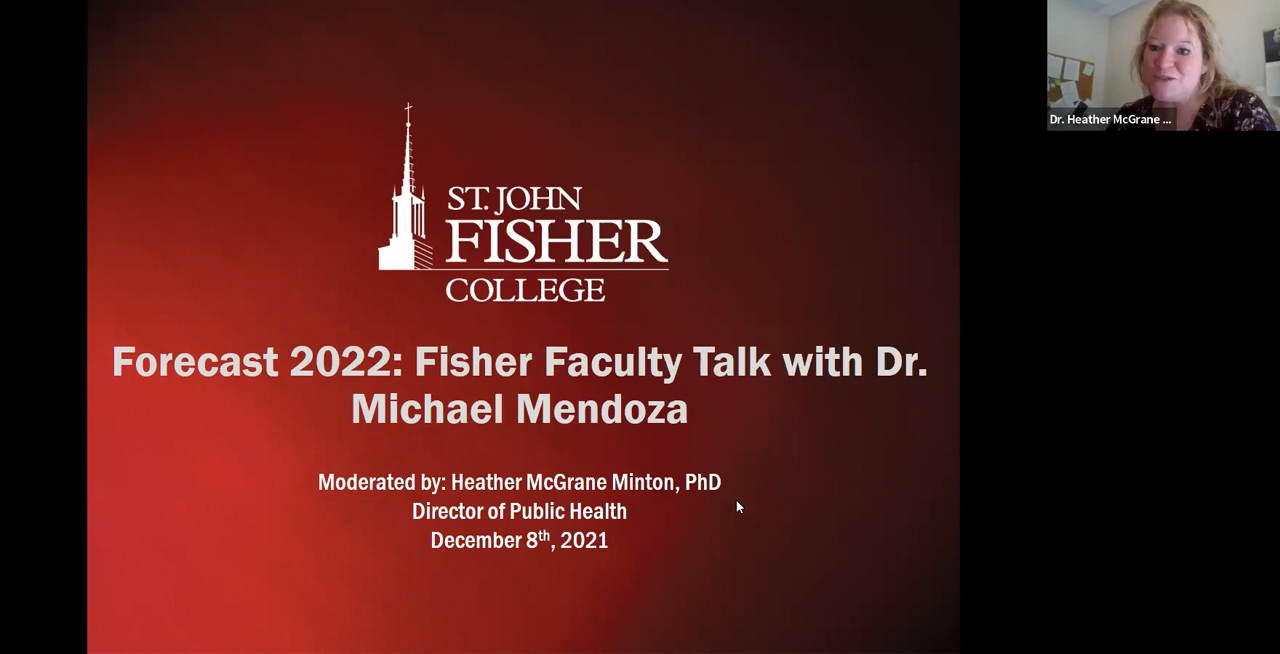 ST. JOHN
FISHER
COLLEGE
Forecast 2022: Fisher Faculty Talk with Dr.
Michael Mendoza
Moderated by: Heather McGrane Minton, PhD
Director of Public Health
December 8th, 2021
Dr. Heather McGrane ...